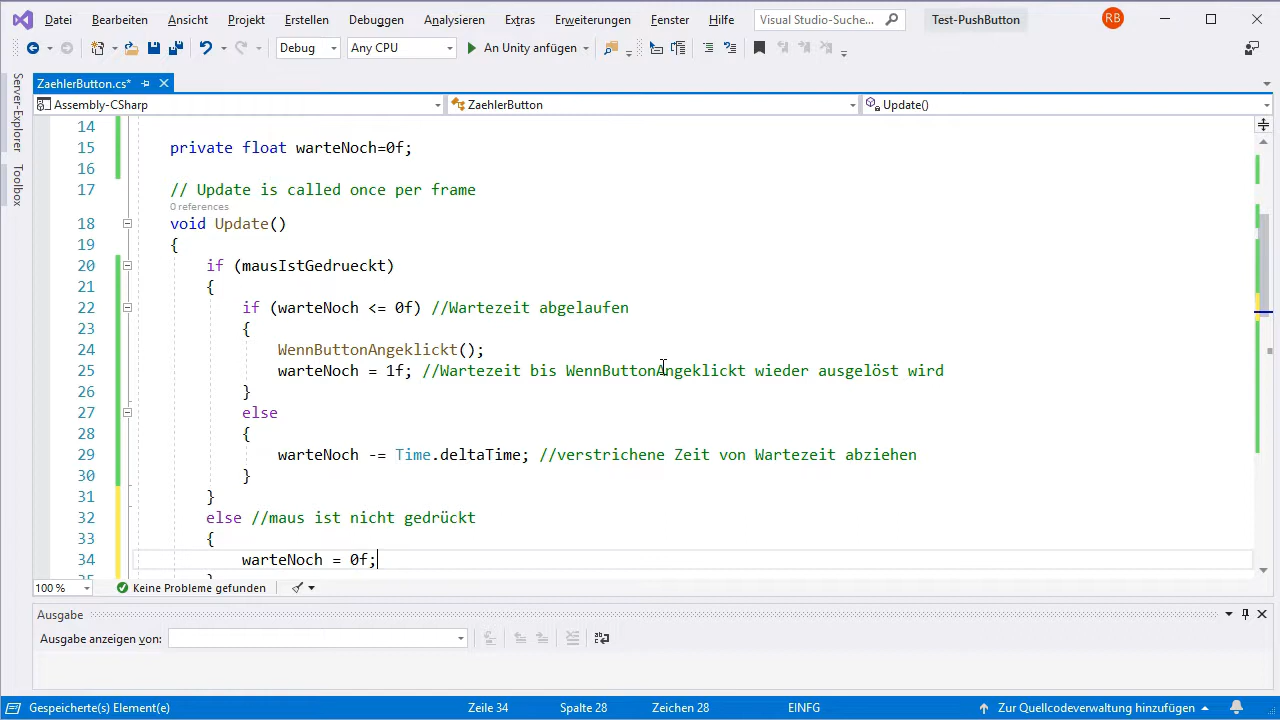 Datei Bearbeiten Ansicht Projekt Erstellen Debuggen Analysieren Extras Erweiterungen Fenster Hilfe Visual Studio-Suche... Test-PushButton RB
Debug Any CPU An Unity anfügen
Server-Explorer
Toolbox
ZaehlerButton.cs*
Assembly-CSharp ZaehlerButton Update()
14
15 private float warteNoch=0f;
16
17 // Update is called once per frame
0 references
18 void Update()
19 {
20 if (mausIstGedrueckt)
21 {
22 if (warteNoch <= 0f) //Wartezeit abgelaufen
23 {
24 WennButtonAngeklickt();
25 warteNoch = 1f; //Wartezeit bis WennButtonAngeklickt wieder ausgelöst wird
26 }
27 else
28 {
29 warteNoch -= Time.deltaTime; //verstrichene Zeit von Wartezeit abziehen
30 }
31 }
32 else //maus ist nicht gedrückt
33 {
34 warteNoch = 0f;
100 % Keine Probleme gefunden
Ausgabe
Ausgabe anzeigen von:
Gespeicherte(s) Element(e) Zeile 34 Spalte 28 Zeichen 28 EINFG Zur Quellcodeverwaltung hinzufügen